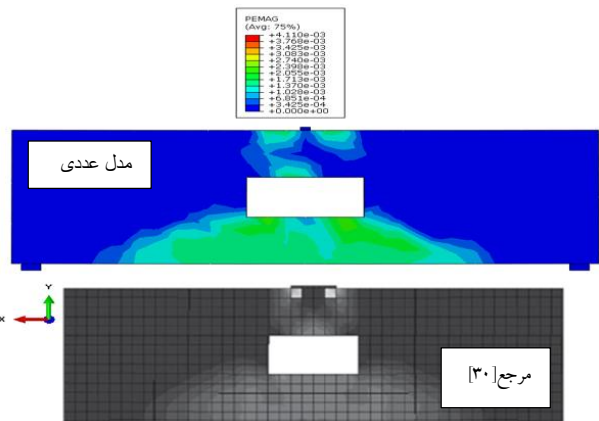 PEMAG
(Avg: 75%)
+4.110e-03
+3.768e-03
+3.425e-03
+3.083e-03
+2.740e-03
+2.398e-03
+2.055e-03
+1.713e-03
+1.370e-03
+1.028e-03
+6.851e-04
+3.425e-04
+0.000e+00
مدل عددی
Y
X
مرجع[۳۰]